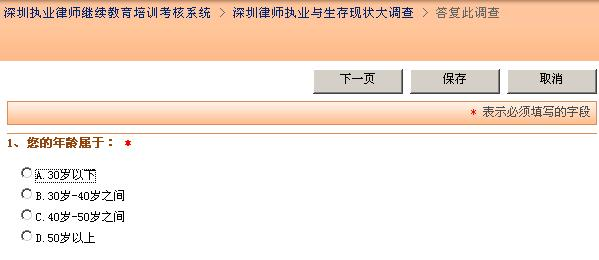 深圳执业律师继续教育培训考核系统 > 深圳律师执业与生存现状大调查 > 答复此调查
下一页 保存 取消
* 表示必须填写的字段
1、您的年龄属于： *
A.30岁以下
B.30岁-40岁之间
C.40岁-50岁之间
D.50岁以上